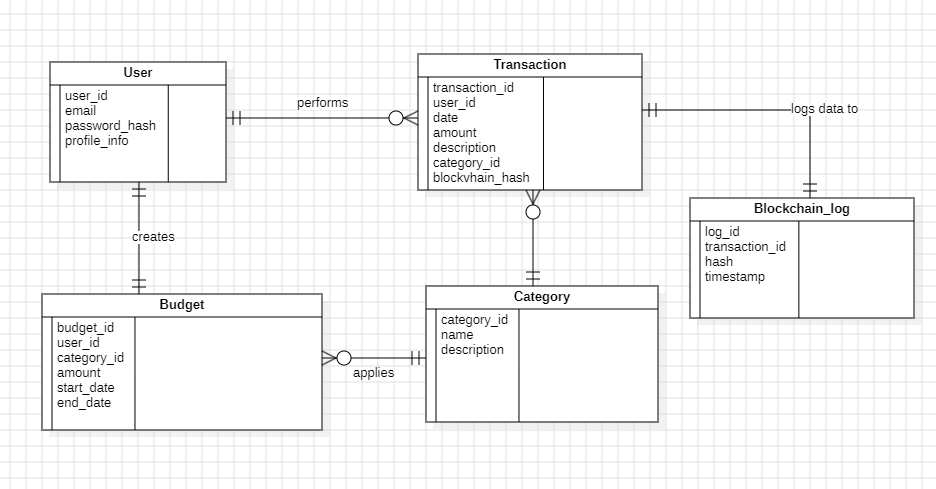 User
user_id
email
password_hash
profile_info
performs
Transaction
transaction_id
user_id
date
amount
description
category_id
blockvhain_hash
logs data to
Blockchain_log
log_id
transaction_id
hash
timestamp
creates
Budget
budget_id
user_id
category_id
amount
start_date
end_date
applies
Category
category_id
name
description